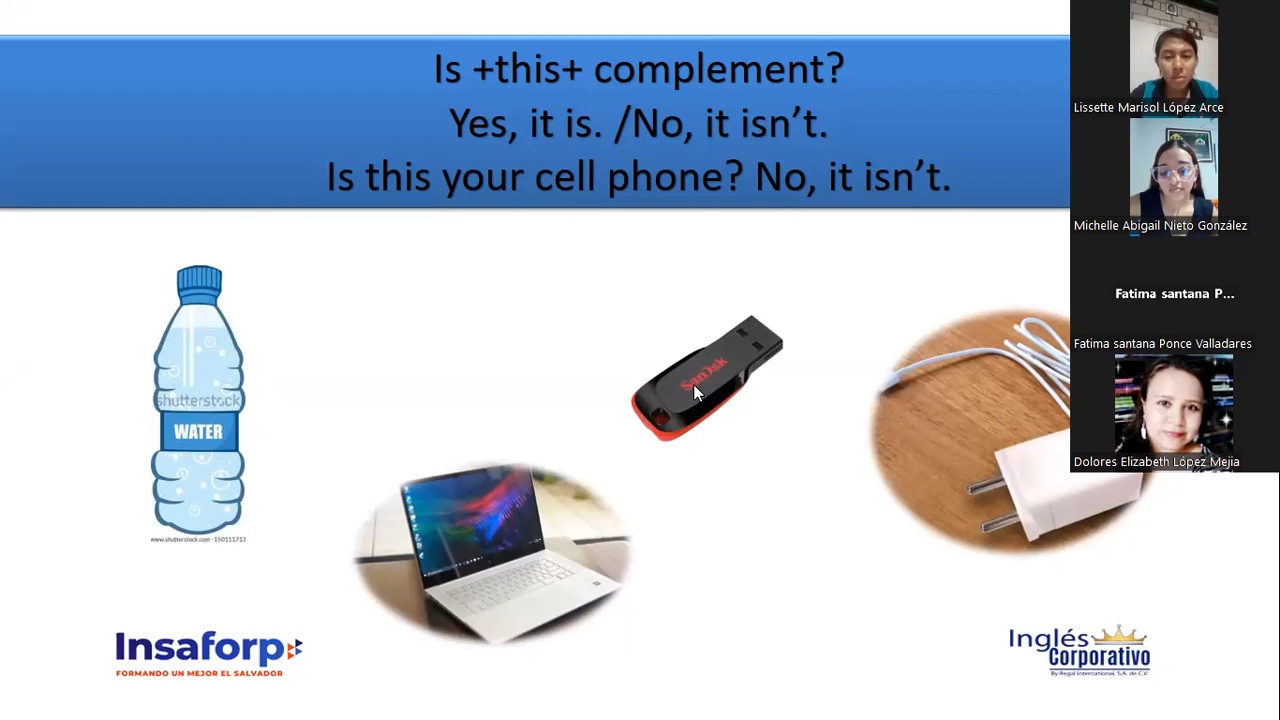 Is +this+ complement?
Yes, it is. /No, it isn't.
Is this your cell phone? No, it isn't.
Lissette Marisol López Arce
Michelle Abigail Nieto González
Fatima santana P...
Fatima santana Ponce Valladares
Dolores Elizabeth López Mejia
SanDisk
shutterstock
WATER
www.shutterstock.com · 150111713
Insaforp
FORMANDO UN MEJOR EL SALVADOR
Inglés
Corporativo
By Regal International, S.A. de C.V.